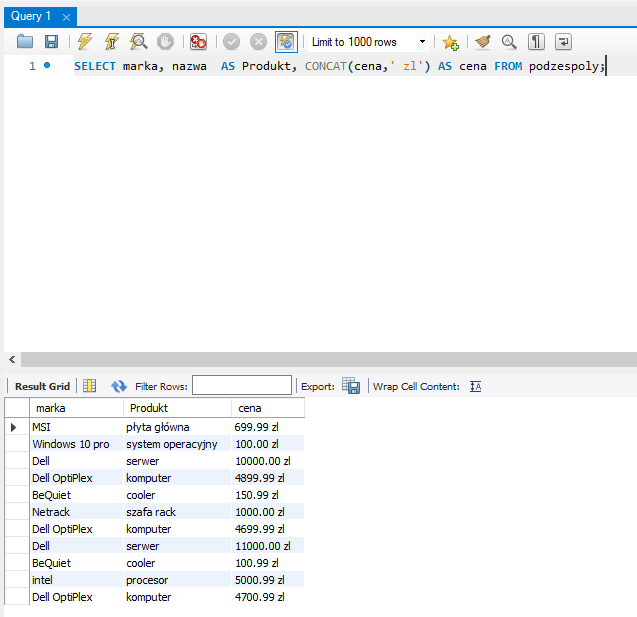 Query 1
Limit to 1000 rows
1 SELECT marka, nazwa  AS Produkt, CONCAT(cena,' zl') AS cena FROM podzespoly;
Result Grid Filter Rows: Export: Wrap Cell Content:
marka Produkt cena
MSI płyta główna 699.99 zl
Windows 10 pro system operacyjny 100.00 zl
Dell serwer 10000.00 zl
Dell OptiPlex komputer 4899.99 zl
BeQuiet cooler 150.99 zl
Netrack szafa rack 1000.00 zl
Dell OptiPlex komputer 4699.99 zl
Dell serwer 11000.00 zl
BeQuiet cooler 100.99 zl
intel procesor 5000.99 zl
Dell OptiPlex komputer 4700.99 zl